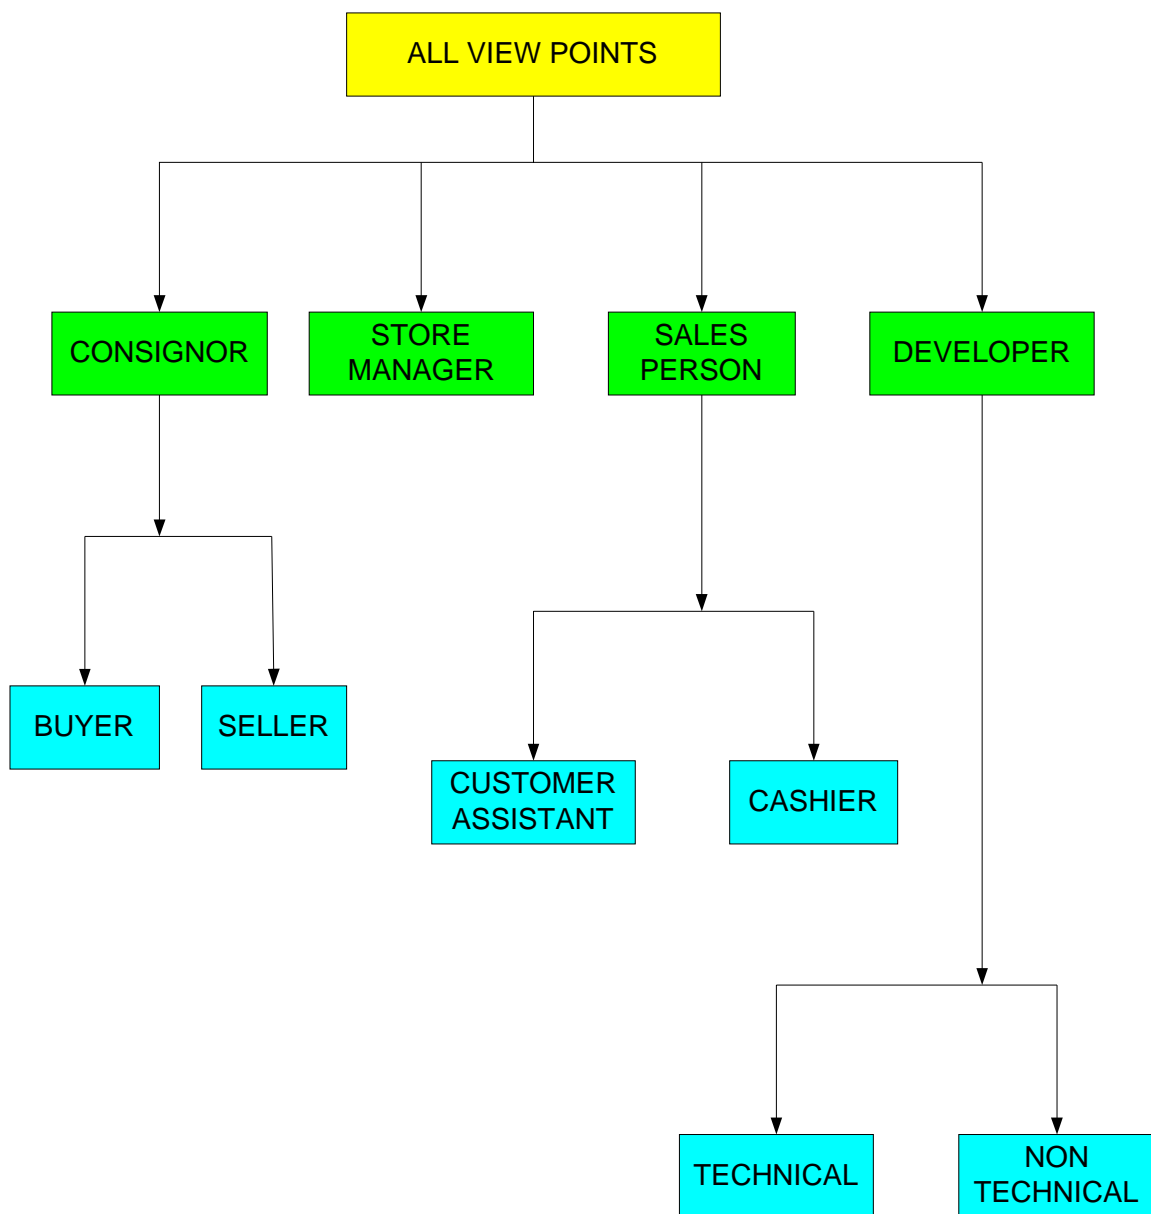 ALL VIEW POINTS
CONSIGNOR
STORE
MANAGER
SALES
PERSON
DEVELOPER
BUYER
SELLER
CUSTOMER
ASSISTANT
CASHIER
TECHNICAL
NON
TECHNICAL